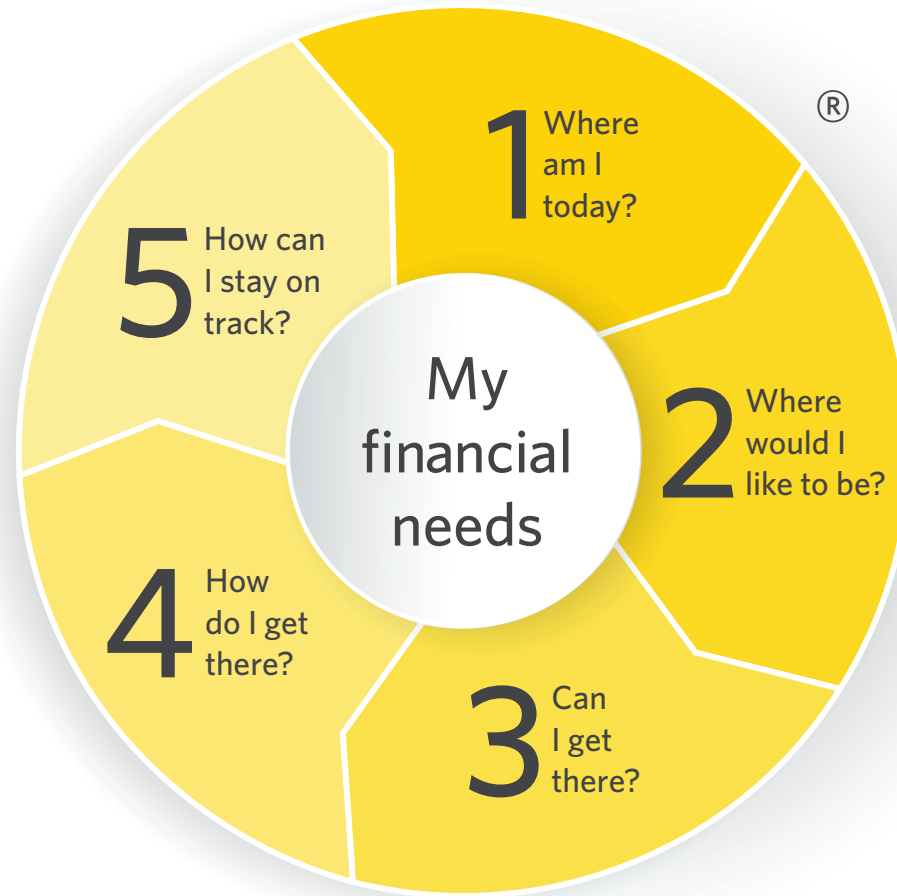 ®
1 Where
am I
today?
2 Where
would I
like to be?
3 Can
I get
there?
4 How
do I get
there?
5 How can
I stay on
track?
My
financial
needs